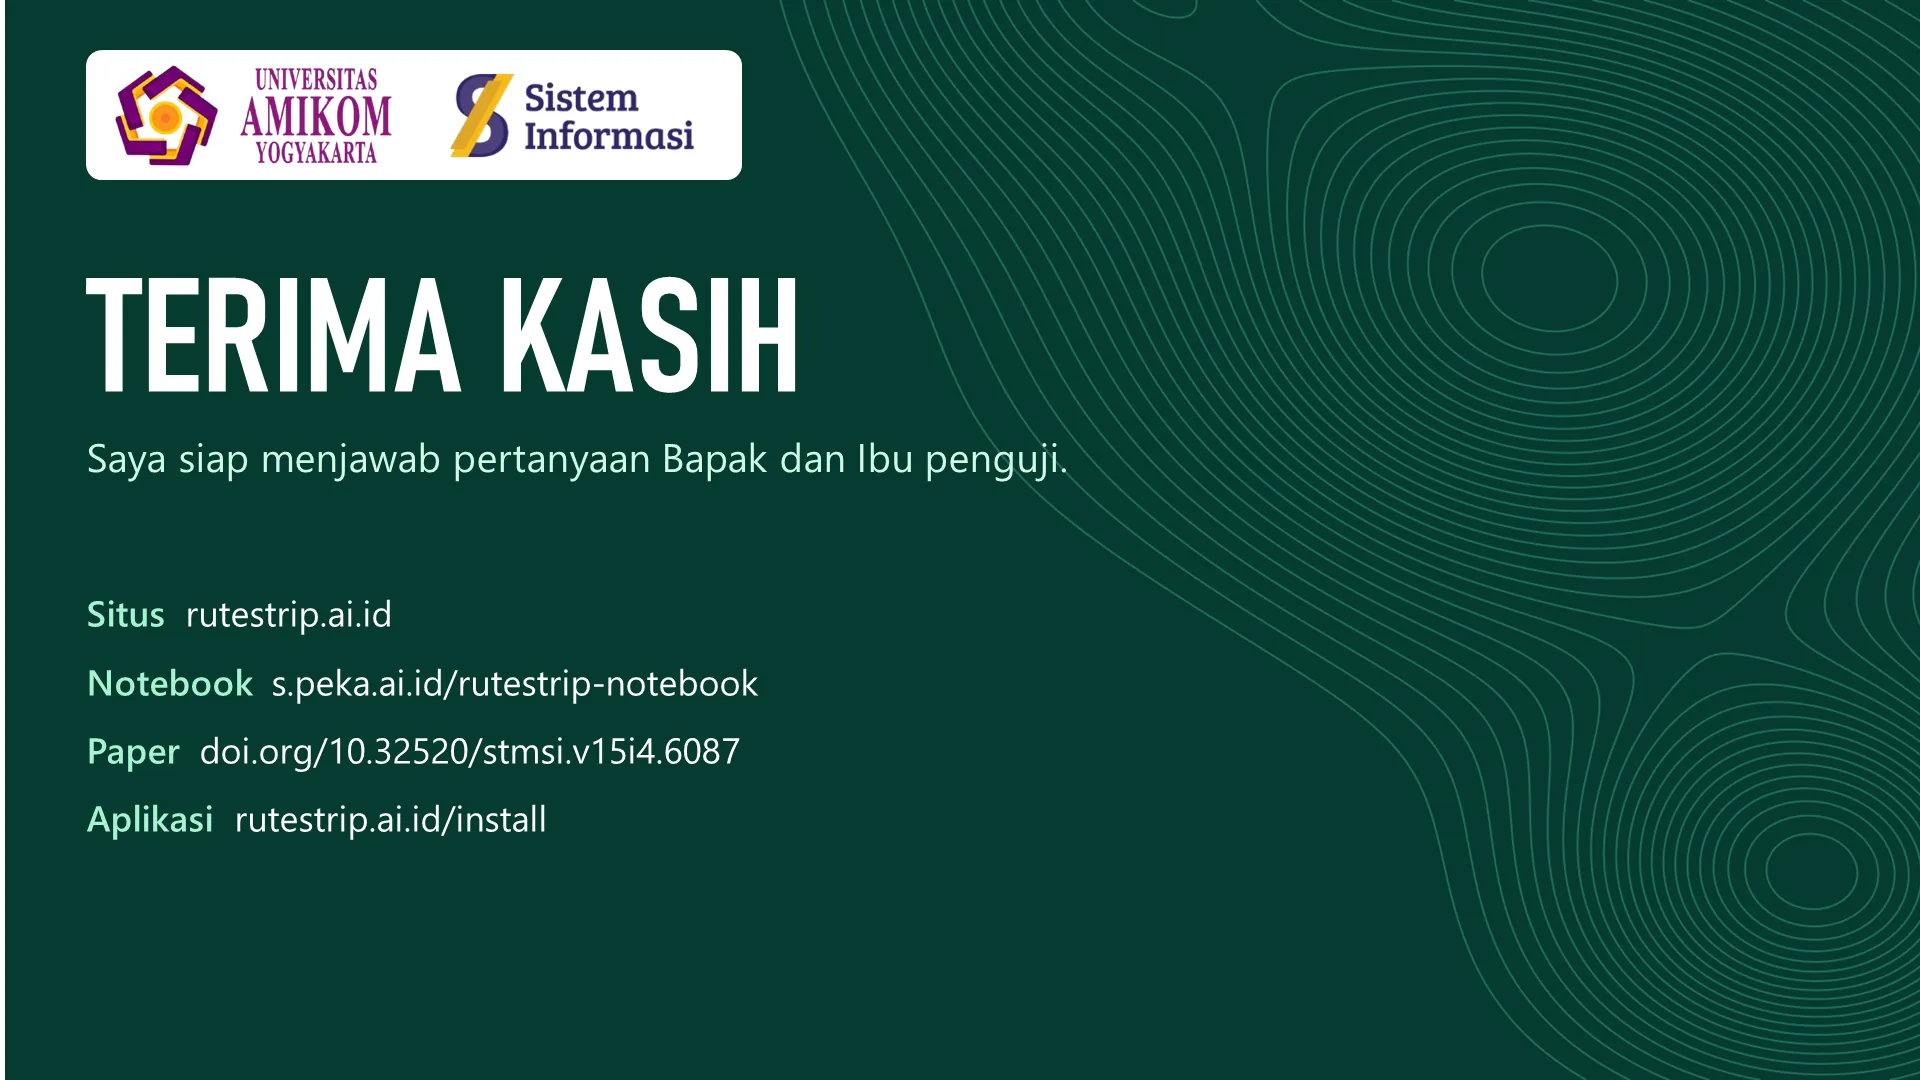 UNIVERSITAS
AMIKOM
YOGYAKARTA
Sistem
Informasi
TERIMA KASIH
Saya siap menjawab pertanyaan Bapak dan Ibu penguji.
Situs rutestrip.ai.id
Notebook s.peka.ai.id/rutestrip-notebook
Paper doi.org/10.32520/stmsi.v15i4.6087
Aplikasi rutestrip.ai.id/install